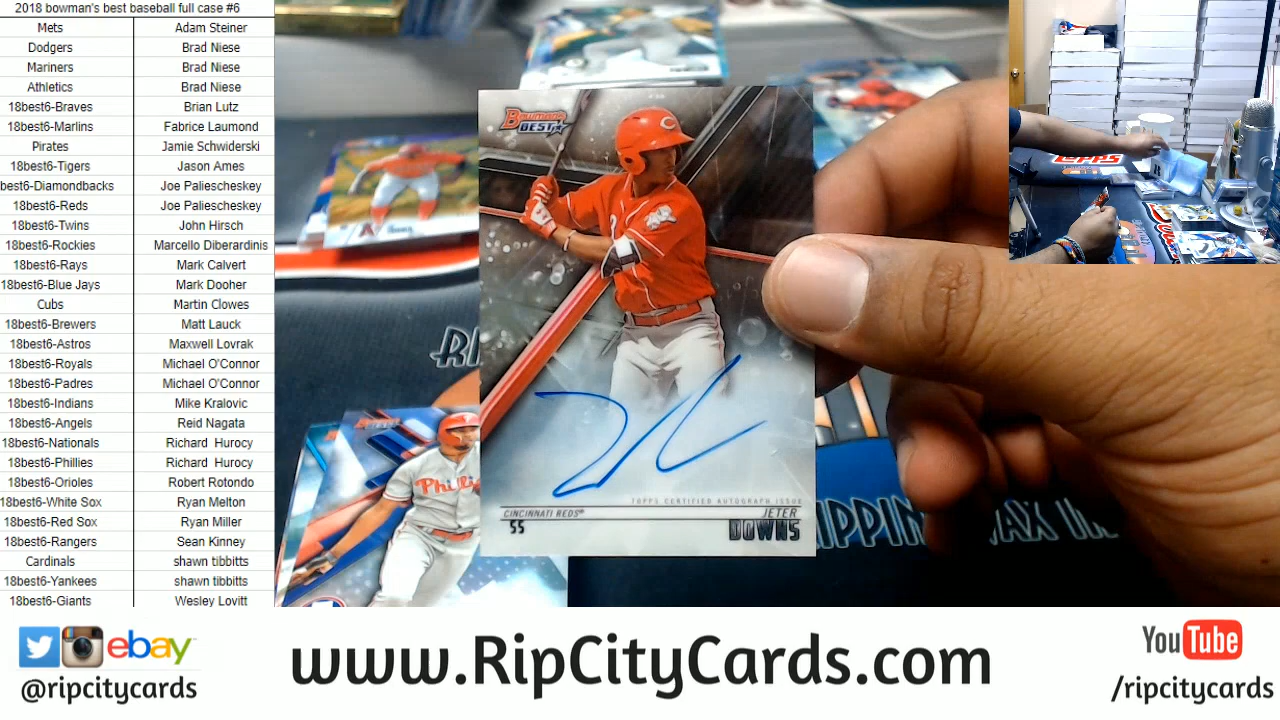 2018 bowman's best baseball full case #6
Mets Adam Steiner
Dodgers Brad Niese
Mariners Brad Niese
Athletics Brad Niese
18best6-Braves Brian Lutz
18best6-Marlins Fabrice Laumond
Pirates Jamie Schwiderski
18best6-Tigers Jason Ames
best6-Diamondbacks Joe Paliescheskey
18best6-Reds Joe Paliescheskey
18best6-Twins John Hirsch
18best6-Rockies Marcello Diberardinis
18best6-Rays Mark Calvert
18best6-Blue Jays Mark Dooher
Cubs Martin Clowes
18best6-Brewers Matt Lauck
18best6-Astros Maxwell Lovrak
18best6-Royals Michael O'Connor
18best6-Padres Michael O'Connor
18best6-Indians Mike Kralovic
18best6-Angels Reid Nagata
18best6-Nationals Richard Hurocy
18best6-Phillies Richard Hurocy
18best6-Orioles Robert Rotondo
18best6-White Sox Ryan Melton
18best6-Red Sox Ryan Miller
18best6-Rangers Sean Kinney
Cardinals shawn tibbitts
18best6-Yankees shawn tibbitts
18best6-Giants Wesley Lovitt
BOWMAN'S
BEST
TOPPS CERTIFIED AUTOGRAPH ISSUE
CINCINNATI REDS®
SS
JETER
DOWNS
Phillie
RI
IPPIN
AX
topps
ebay
@ripcitycards
www.RipCityCards.com
YouTube
/ripcitycards